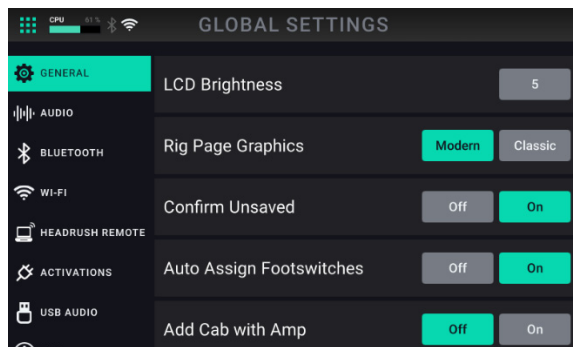 CPU 61%
GLOBAL SETTINGS
GENERAL
AUDIO
BLUETOOTH
WI-FI
HEADRUSH REMOTE
ACTIVATIONS
USB AUDIO
LCD Brightness 5
Rig Page Graphics Modern Classic
Confirm Unsaved Off On
Auto Assign Footswitches Off On
Add Cab with Amp Off On